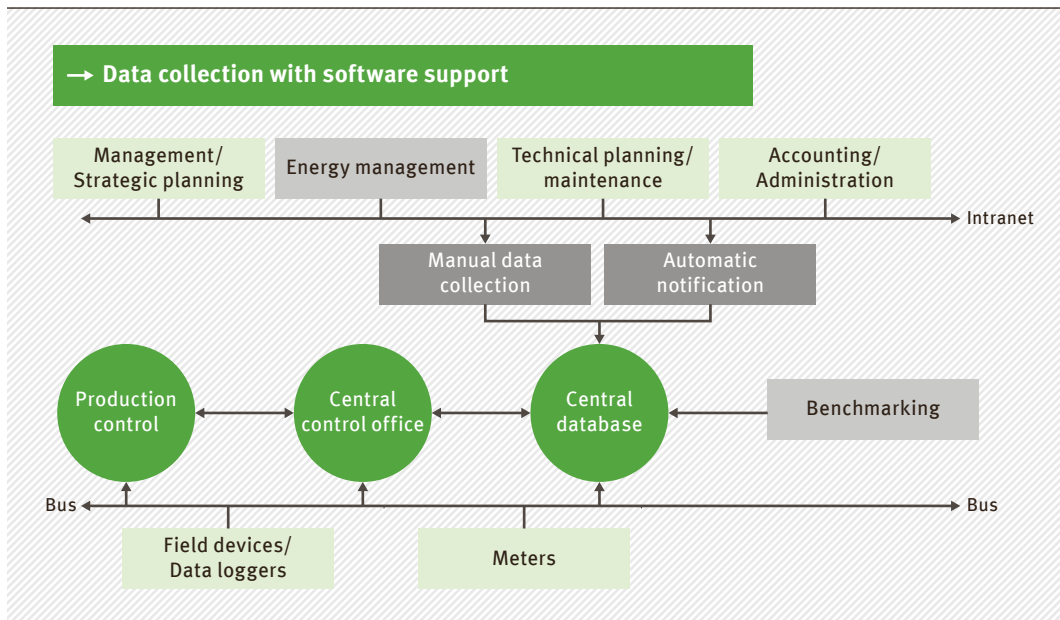 → Data collection with software support
Management/
Strategic planning
Energy management
Technical planning/
maintenance
Accounting/
Administration
Intranet
Manual data
collection
Automatic
notification
Production
control
Central
control office
Central
database
Benchmarking
Bus
Bus
Field devices/
Data loggers
Meters